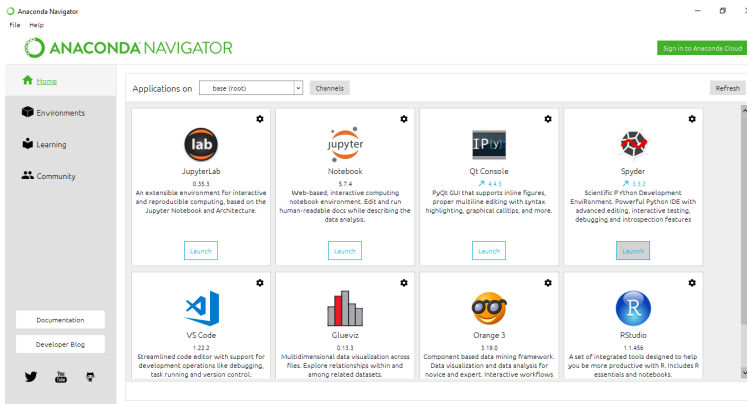 Anaconda Navigator
File Help
ANACONDA NAVIGATOR
Sign in to Anaconda Cloud
Home
Environments
Learning
Community
Documentation
Developer Blog
You Tube
Applications on base (root) Channels Refresh
lab
JupyterLab
0.35.3
An extensible environment for interactive
and reproducible computing, based on the
Jupyter Notebook and Architecture.
Launch
jupyter
Notebook
5.7.4
Web-based, interactive computing
notebook environment. Edit and run
human-readable docs while describing the
data analysis.
Launch
IP[y]:
Qt Console
4.4.3
PyQt GUI that supports inline figures,
proper multiline editing with syntax
highlighting, graphical calltips, and more.
Launch
Spyder
3.3.2
Scientific PYthon Development
EnviRonment. Powerful Python IDE with
advanced editing, interactive testing,
debugging and introspection features
Launch
VS Code
1.22.2
Streamlined code editor with support for
development operations like debugging,
task running and version control.
Glueviz
0.13.3
Multidimensional data visualization across
files. Explore relationships within and
among related datasets.
Orange 3
3.19.0
Component based data mining framework.
Data visualization and data analysis for
novice and expert. Interactive workflows
R
RStudio
1.1.456
A set of integrated tools designed to help
you be more productive with R. Includes R
essentials and notebooks.